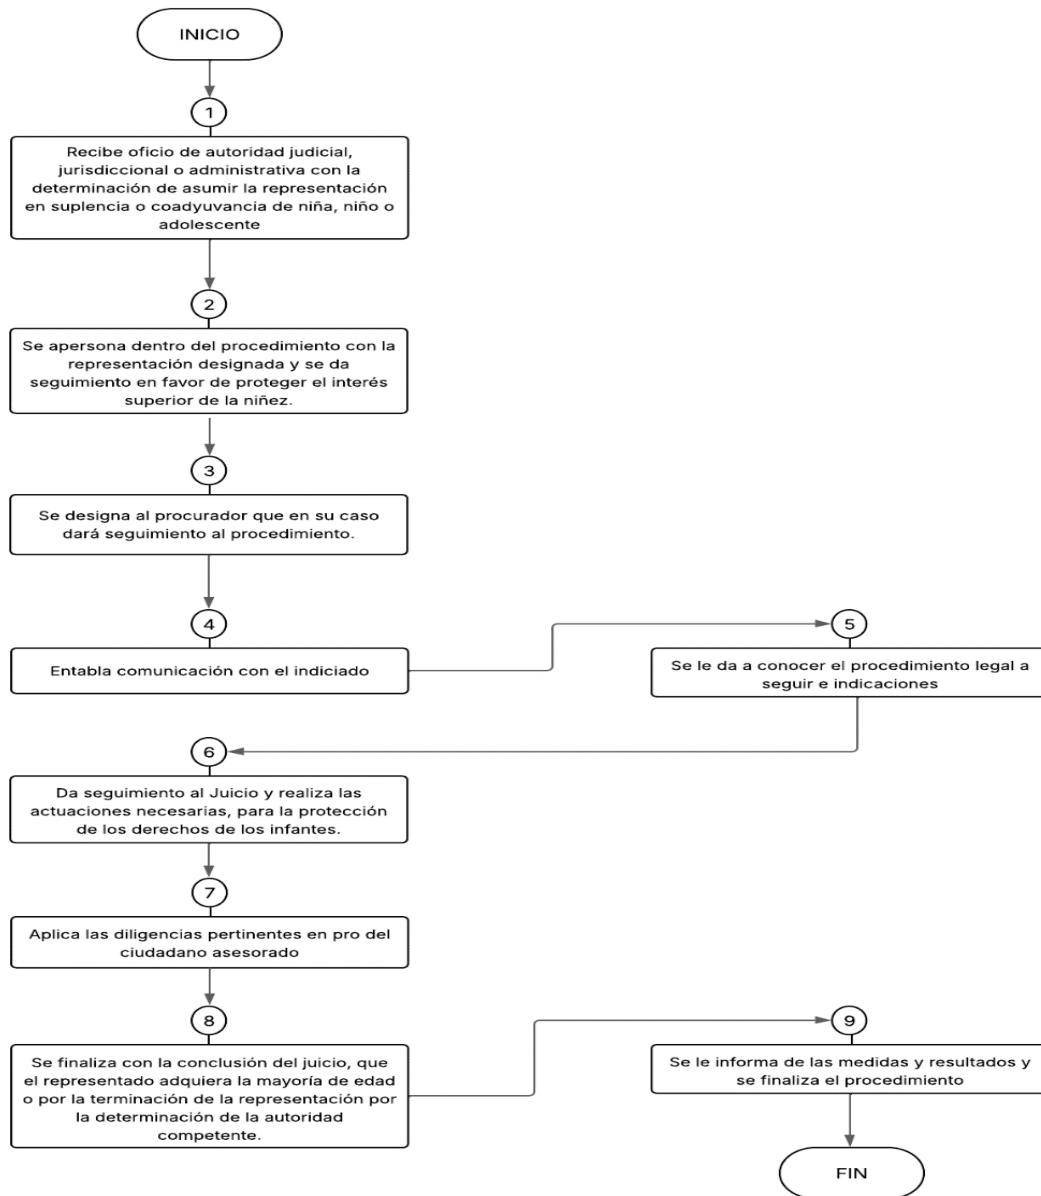 INICIO
1
Recibe oficio de autoridad judicial,
jurisdiccional o administrativa con la
determinación de asumir la representación
en suplencia o coadyuvancia de niña, niño o
adolescente
2
Se apersona dentro del procedimiento con la
representación designada y se da
seguimiento en favor de proteger el interés
superior de la niñez.
3
Se designa al procurador que en su caso
dará seguimiento al procedimiento.
4
Entabla comunicación con el indiciado
5
Se le da a conocer el procedimiento legal a
seguir e indicaciones
6
Da seguimiento al Juicio y realiza las
actuaciones necesarias, para la protección
de los derechos de los infantes.
7
Aplica las diligencias pertinentes en pro del
ciudadano asesorado
8
Se finaliza con la conclusión del juicio, que
el representado adquiera la mayoría de edad
o por la terminación de la representación por
la determinación de la autoridad
competente.
9
Se le informa de las medidas y resultados y
se finaliza el procedimiento
FIN